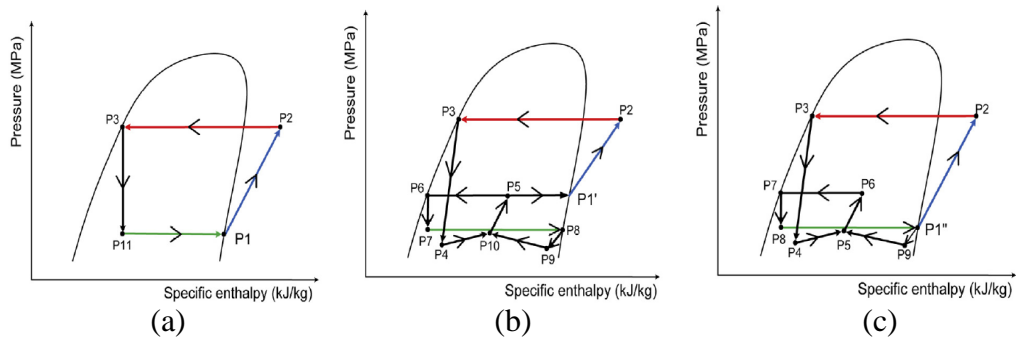 Pressure (MPa)
P3
P2
P11
P1
Specific enthalpy (kJ/kg)
(a)
Pressure (MPa)
P3
P2
P6
P5
P1'
P7
P8
P4
P10
P9
Specific enthalpy (kJ/kg)
(b)
Pressure (MPa)
P3
P2
P7
P6
P8
P1"
P4
P5
P9
Specific enthalpy (kJ/kg)
(c)